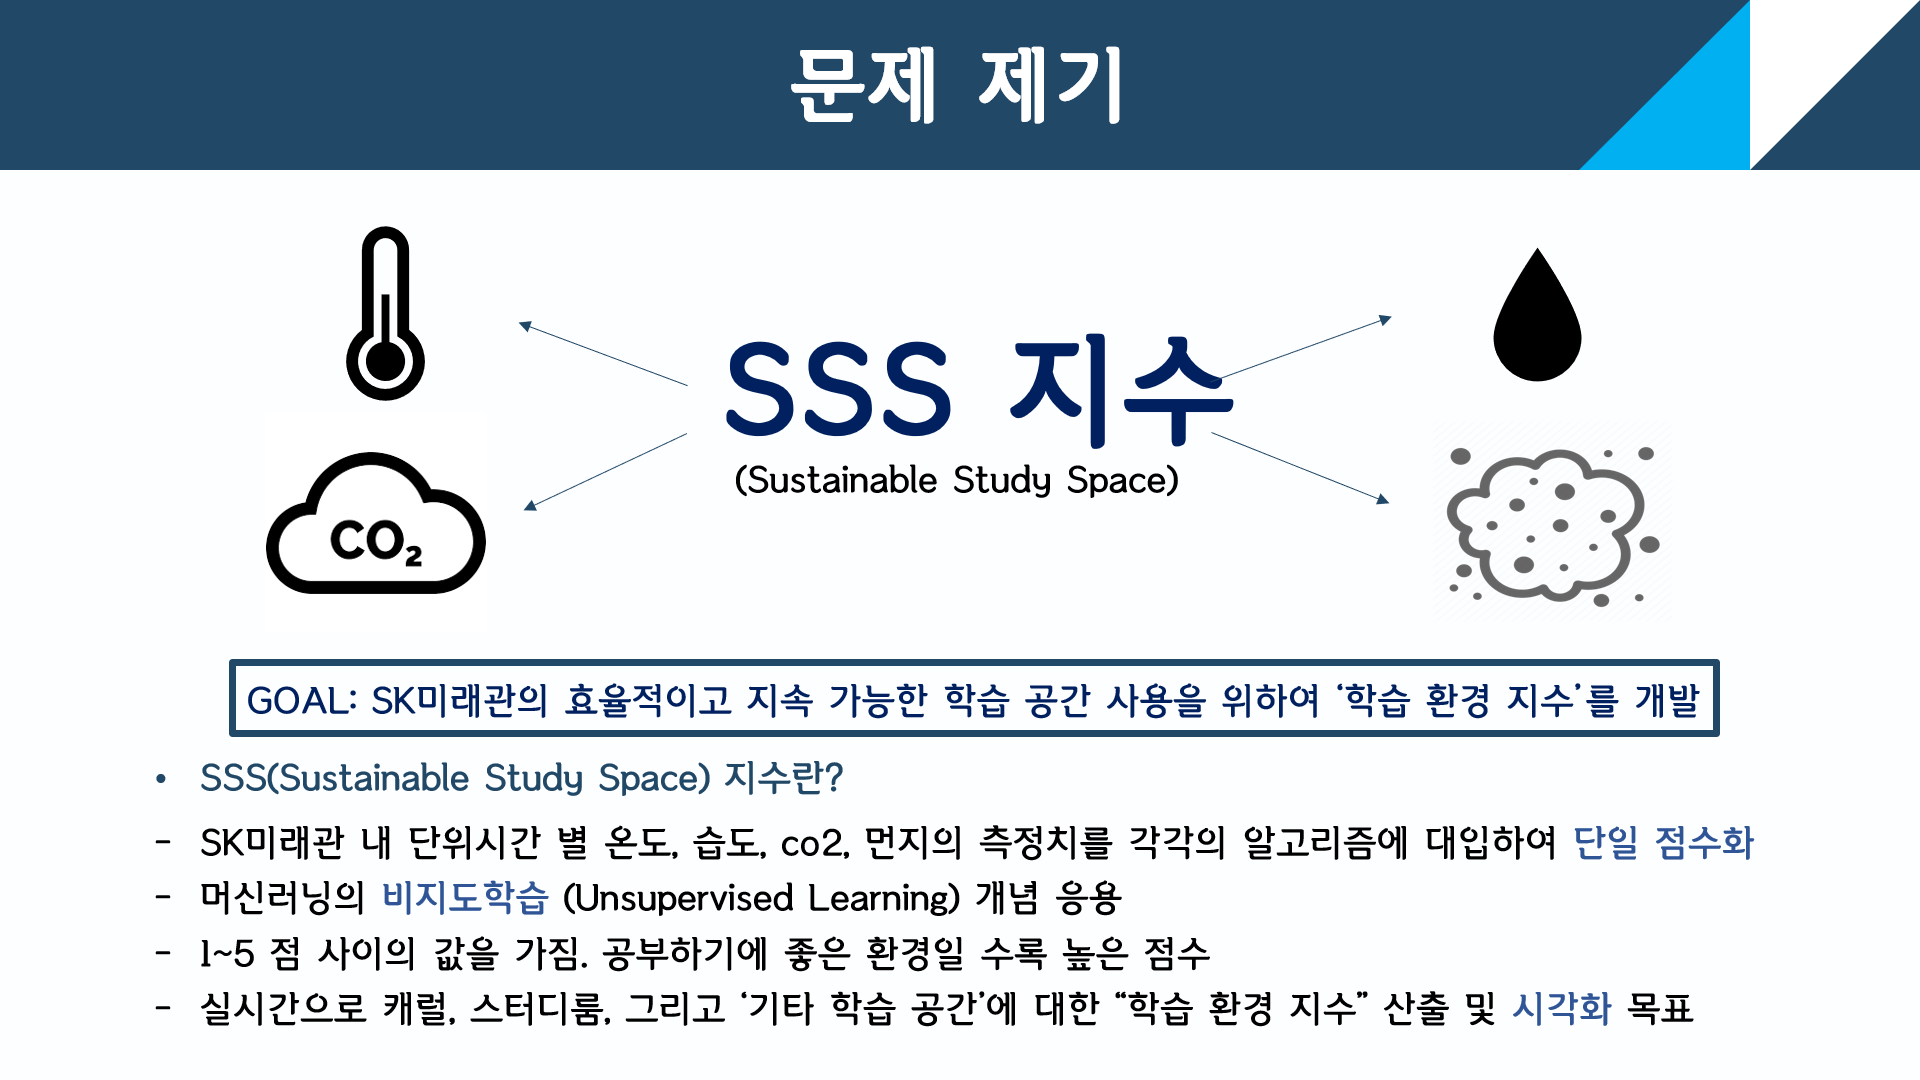 문제 제기
SSS 지수
(Sustainable Study Space)
CO₂
GOAL: SK미래관의 효율적이고 지속 가능한 학습 공간 사용을 위하여 ‘학습 환경 지수’를 개발
• SSS(Sustainable Study Space) 지수란?
- SK미래관 내 단위시간 별 온도, 습도, co2, 먼지의 측정치를 각각의 알고리즘에 대입하여 단일 점수화
- 머신러닝의 비지도학습 (Unsupervised Learning) 개념 응용
- 1~5 점 사이의 값을 가짐. 공부하기에 좋은 환경일 수록 높은 점수
- 실시간으로 캐럴, 스터디룸, 그리고 ‘기타 학습 공간’에 대한 “학습 환경 지수” 산출 및 시각화 목표